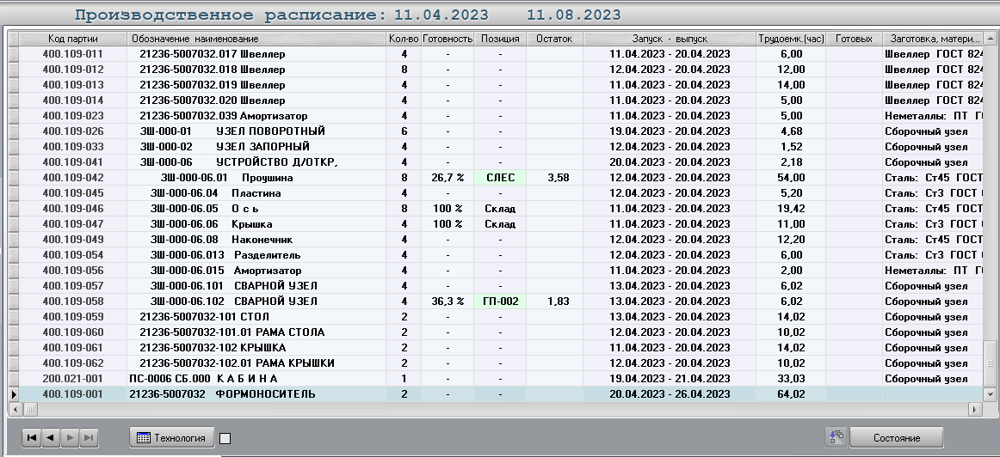 Производственное расписание: 11.04.2023 11.08.2023
Код партии Обозначение наименование Кол-во Готовность Позиция Остаток Запуск - выпуск Трудоемк.(час) Готовых Заготовка, матери...
400.109-011 21236-5007032.017 Швеллер 4 - - 11.04.2023 - 20.04.2023 6,00 Швеллер ГОСТ 824
400.109-012 21236-5007032.018 Швеллер 8 - - 12.04.2023 - 20.04.2023 12,00 Швеллер ГОСТ 824
400.109-013 21236-5007032.019 Швеллер 4 - - 11.04.2023 - 20.04.2023 14,00 Швеллер ГОСТ 824
400.109-014 21236-5007032.020 Швеллер 4 - - 11.04.2023 - 20.04.2023 5,00 Швеллер ГОСТ 824
400.109-023 21236-5007032.039 Амортизатор 4 - - 11.04.2023 - 20.04.2023 5,00 Неметаллы: ПТ Г
400.109-026 ЗШ-000-01 УЗЕЛ ПОВОРОТНЫЙ 6 - - 19.04.2023 - 20.04.2023 4,68 Сборочный узел
400.109-033 ЗШ-000-02 УЗЕЛ ЗАПОРНЫЙ 4 - - 12.04.2023 - 20.04.2023 1,52 Сборочный узел
400.109-041 ЗШ-000-06 УСТРОЙСТВО Д/ОТКР, 4 - - 20.04.2023 - 20.04.2023 2,18 Сборочный узел
400.109-042 ЗШ-000-06.01 Проушина 8 26,7 % СЛЕС 3,58 12.04.2023 - 20.04.2023 54,00 Сталь: Ст45 ГОСТ
400.109-045 ЗШ-000-06.04 Пластина 4 - - 12.04.2023 - 20.04.2023 5,20 Сталь: Ст3 ГОСТ
400.109-046 ЗШ-000-06.05 О с ь 8 100 % Склад 11.04.2023 - 20.04.2023 19,42 Сталь: Ст45 ГОСТ
400.109-047 ЗШ-000-06.06 Крышка 4 100 % Склад 11.04.2023 - 20.04.2023 11,00 Сталь: Ст3 ГОСТ
400.109-049 ЗШ-000-06.08 Наконечник 4 - - 12.04.2023 - 20.04.2023 12,20 Сталь: Ст45 ГОСТ
400.109-054 ЗШ-000-06.013 Разделитель 4 - - 12.04.2023 - 20.04.2023 6,00 Сталь: Ст3 ГОСТ
400.109-056 ЗШ-000-06.015 Амортизатор 4 - - 11.04.2023 - 20.04.2023 2,00 Неметаллы: ПТ Г
400.109-057 ЗШ-000-06.101 СВАРНОЙ УЗЕЛ 4 - - 13.04.2023 - 20.04.2023 6,02 Сборочный узел
400.109-058 ЗШ-000-06.102 СВАРНОЙ УЗЕЛ 4 36,3 % ГП-002 1,83 13.04.2023 - 20.04.2023 6,02 Сборочный узел
400.109-059 21236-5007032-101 СТОЛ 2 - - 13.04.2023 - 20.04.2023 14,02 Сборочный узел
400.109-060 21236-5007032-101.01 РАМА СТОЛА 2 - - 12.04.2023 - 20.04.2023 10,02 Сборочный узел
400.109-061 21236-5007032-102 КРЫШКА 2 - - 11.04.2023 - 20.04.2023 14,02 Сборочный узел
400.109-062 21236-5007032-102.01 РАМА КРЫШКИ 2 - - 12.04.2023 - 20.04.2023 10,02 Сборочный узел
200.021-001 ПС-0006 СБ.000 К А Б И Н А 1 - - 19.04.2023 - 21.04.2023 33,03 Сборочный узел
400.109-001 21236-5007032 ФОРМОНОСИТЕЛЬ 2 - - 20.04.2023 - 26.04.2023 64,02
Технология Состояние